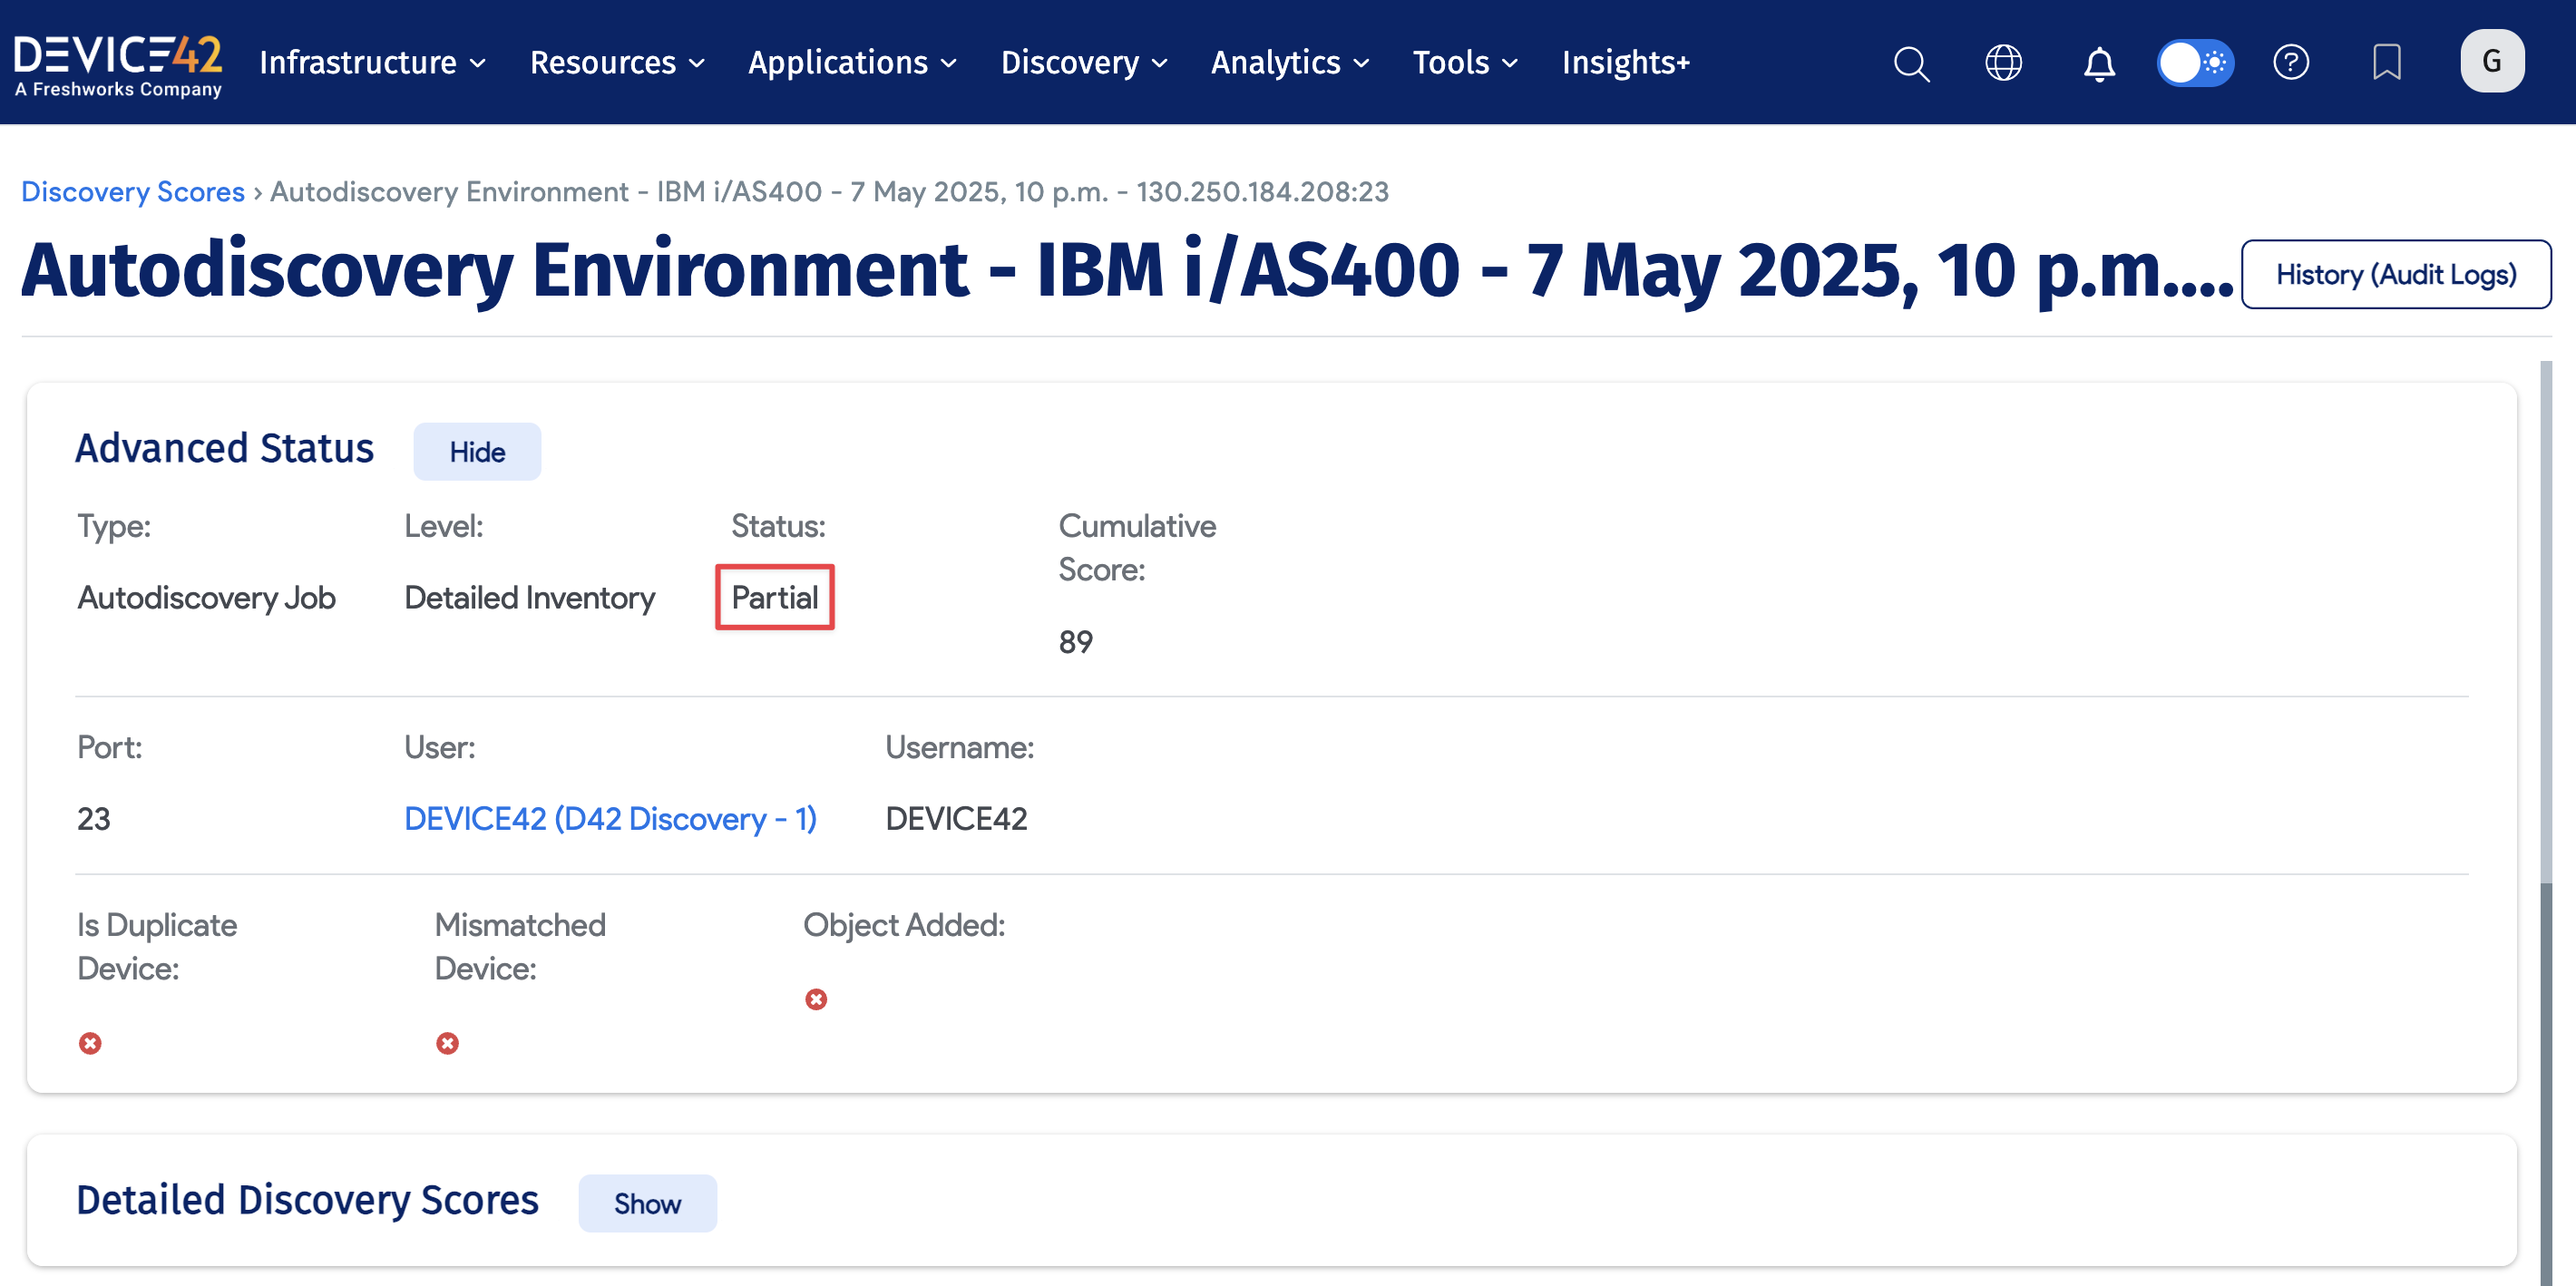 DEVICE42
A Freshworks Company
Infrastructure
Resources
Applications
Discovery
Analytics
Tools
Insights+
G
Discovery Scores › Autodiscovery Environment - IBM i/AS400 - 7 May 2025, 10 p.m. - 130.250.184.208:23
Autodiscovery Environment - IBM i/AS400 - 7 May 2025, 10 p.m....
History (Audit Logs)
Advanced Status
Hide
Type:
Autodiscovery Job
Level:
Detailed Inventory
Status:
Partial
Cumulative
Score:
89
Port:
23
User:
DEVICE42 (D42 Discovery - 1)
Username:
DEVICE42
Is Duplicate
Device:
Mismatched
Device:
Object Added:
Detailed Discovery Scores
Show